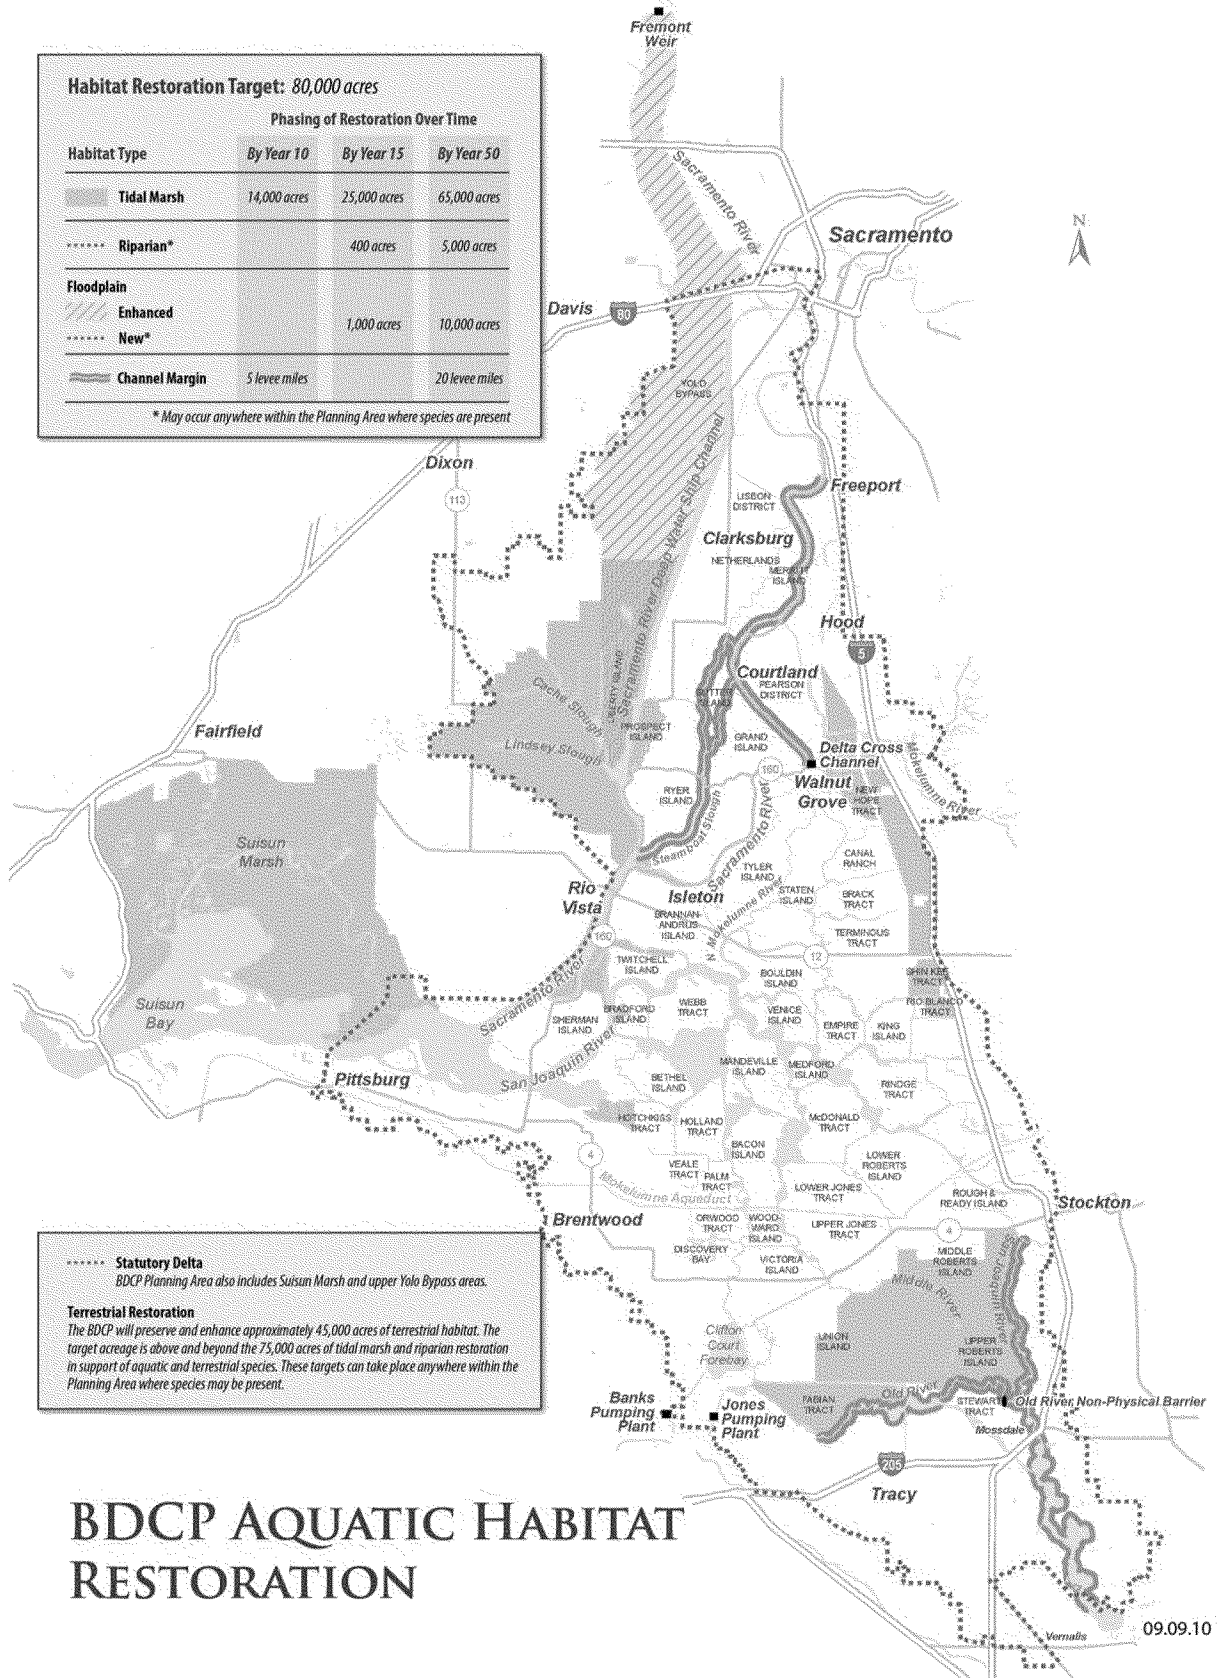 Fremont
Weir
Habitat Restoration Target: 80,000 acres
Phasing of Restoration Over Time
Habitat Type By Year 10 By Year 15 By Year 50
Tidal Marsh 14,000 acres 25,000 acres 65,000 acres
Riparian* 400 acres 5,000 acres
Floodplain
Enhanced
1,000 acres 10,000 acres
New*
Channel Margin 5 levee miles 20 levee miles
* May occur anywhere within the Planning Area where species are present
Sacramento River
Sacramento
N
Davis
80
YOLO
BYPASS
Dixon
113
Sacramento River Deep Water Ship Channel
LISBON
DISTRICT
Freeport
Clarksburg
NETHERLANDS
MERRITT
ISLAND
Hood
5
Courtland
PEARSON
DISTRICT
SUTTER
ISLAND
LIBERTY ISLAND
Cache Slough
Lindsey Slough
PROSPECT
ISLAND
GRAND
ISLAND
Delta Cross
Channel
160
Walnut
Grove
Mokelumne River
NEW
HOPE
TRACT
RYER
ISLAND
Fairfield
Suisun
Marsh
Steamboat Slough
Sacramento River
CANAL
RANCH
TYLER
ISLAND
Rio
Vista
Isleton
STATEN
ISLAND
BRACK
TRACT
BRANNAN-
ANDRUS
ISLAND
N Mokelumne River
TERMINOUS
TRACT
160
12
TWITCHELL
ISLAND
BOULDIN
ISLAND
SHIN KEE
TRACT
Suisun
Bay
Sacramento River
SHERMAN
ISLAND
BRADFORD
ISLAND
WEBB
TRACT
VENICE
ISLAND
RIO BLANCO
TRACT
EMPIRE
TRACT
KING
ISLAND
San Joaquin River
Pittsburg
BETHEL
ISLAND
MANDEVILLE
ISLAND
MEDFORD
ISLAND
RINDGE
TRACT
HOTCHKISS
TRACT
HOLLAND
TRACT
McDONALD
TRACT
BACON
ISLAND
4
VEALE
TRACT
PALM
TRACT
LOWER
ROBERTS
ISLAND
Mokelumne Aqueduct
LOWER JONES
TRACT
ROUGH &
READY ISLAND
Stockton
Brentwood
ORWOOD
TRACT
WOOD-
WARD
ISLAND
UPPER JONES
TRACT
4
DISCOVERY
BAY
VICTORIA
ISLAND
MIDDLE
ROBERTS
ISLAND
San Joaquin River
Middle River
Statutory Delta
BDCP Planning Area also includes Suisun Marsh and upper Yolo Bypass areas.
Terrestrial Restoration
The BDCP will preserve and enhance approximately 45,000 acres of terrestrial habitat. The
target acreage is above and beyond the 75,000 acres of tidal marsh and riparian restoration
in support of aquatic and terrestrial species. These targets can take place anywhere within the
Planning Area where species may be present.
Clifton
Court
Forebay
UNION
ISLAND
UPPER
ROBERTS
ISLAND
Banks
Pumping
Plant
Jones
Pumping
Plant
FABIAN
TRACT
Old River
STEWART
TRACT
Old River Non-Physical Barrier
Mossdale
205
Tracy
BDCP AQUATIC HABITAT
RESTORATION
Vernalis
09.09.10